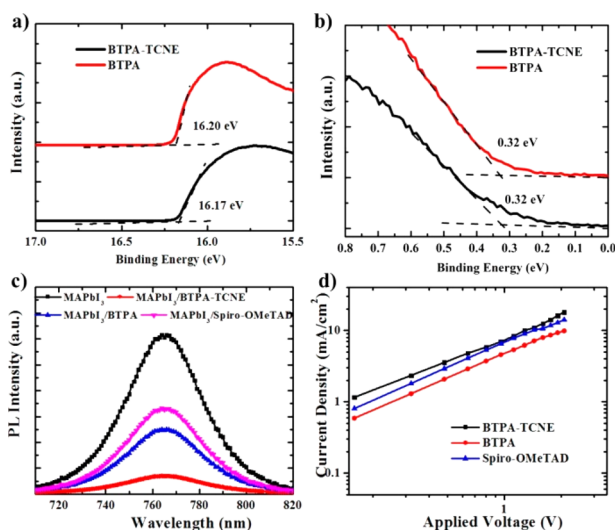 a)
BTPA-TCNE
BTPA
16.20 eV
16.17 eV
Intensity (a.u.)
17.0 16.5 16.0 15.5
Binding Energy (eV)
b)
BTPA-TCNE
BTPA
0.32 eV
0.32 eV
Intensity (a.u.)
0.8 0.7 0.6 0.5 0.4 0.3 0.2 0.1 0.0
Binding Energy (eV)
c)
MAPbI3 MAPbI3/BTPA-TCNE
MAPbI3/BTPA MAPbI3/Spiro-OMeTAD
PL Intensity (a.u.)
720 740 760 780 800 820
Wavelength (nm)
d)
10
1
0.1
Current Density (mA/cm2)
BTPA-TCNE
BTPA
Spiro-OMeTAD
1
Applied Voltage (V)